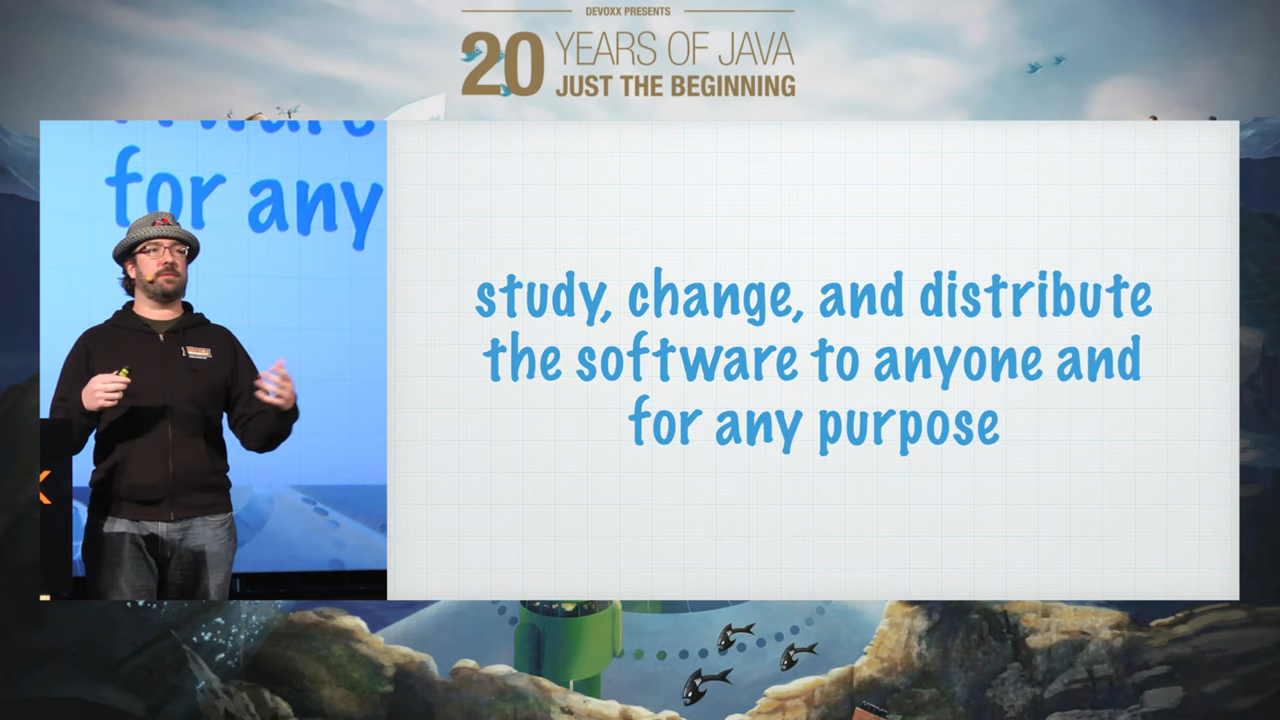 DEVOXX PRESENTS
20 YEARS OF JAVA
JUST THE BEGINNING
for any
study, change, and distribute
the software to anyone and
for any purpose